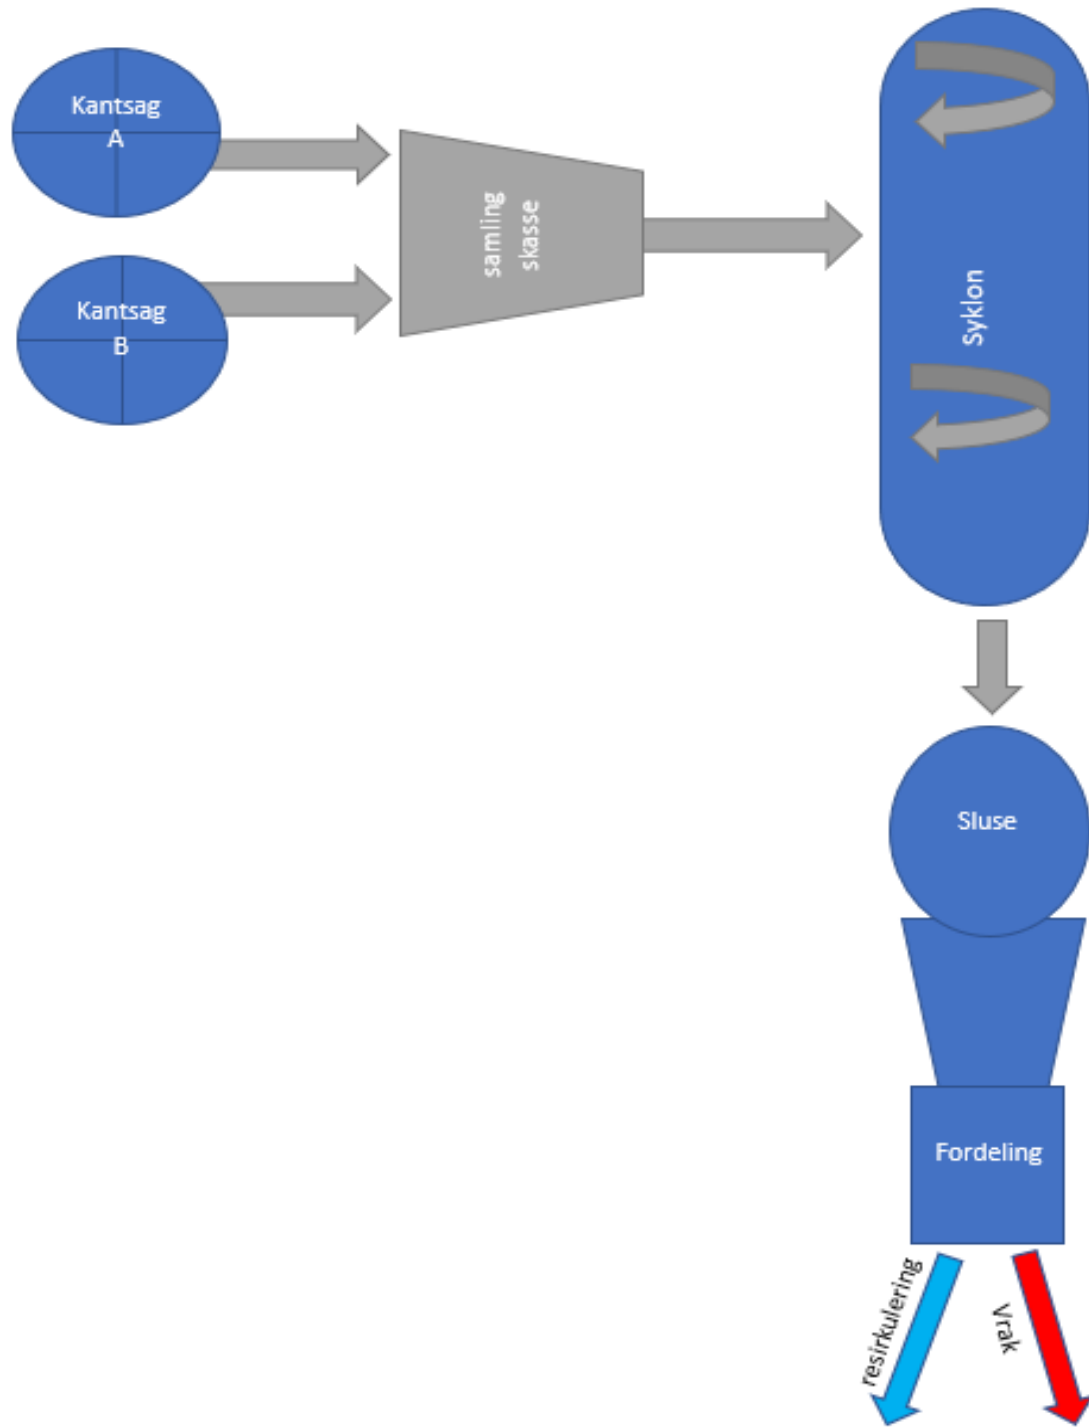 Kantsag
A
Kantsag
B
samling
skasse
Syklon
Sluse
Fordeling
resirkulering
Vrak